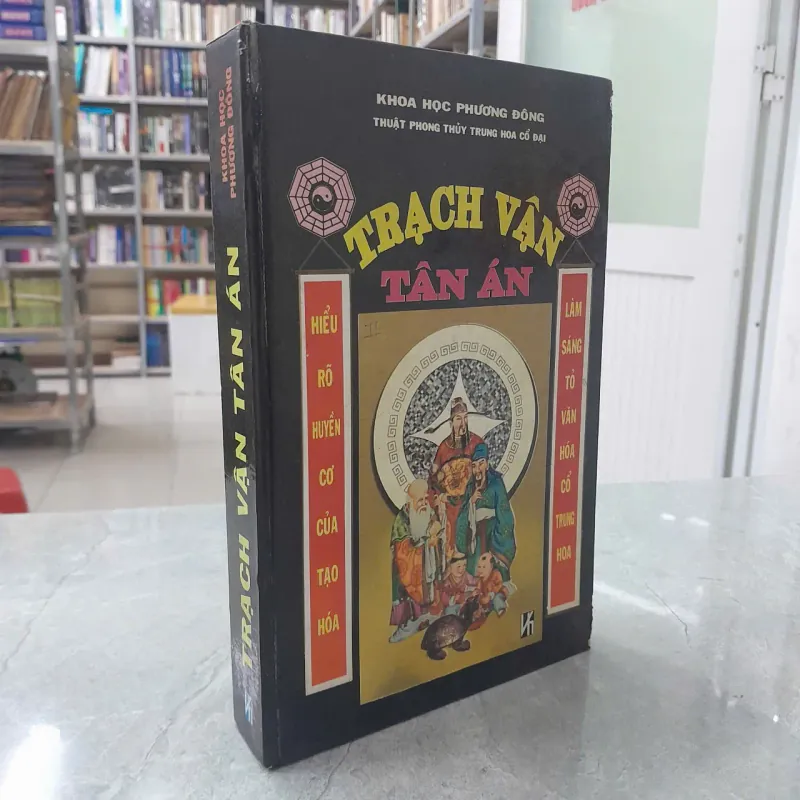 KHOA HỌC PHƯƠNG ĐÔNG
THUẬT PHONG THỦY TRUNG HOA CỔ ĐẠI
TRẠCH VẬN
TÂN ÁN
HIỂU
RÕ
HUYỀN
CƠ
CỦA
TẠO
HÓA
LÀM
SÁNG
TỎ
VĂN
HÓA
CỔ
TRUNG
HOA
KHOA HỌC
PHƯƠNG ĐÔNG
TRẠCH VẬN TÂN ÁN